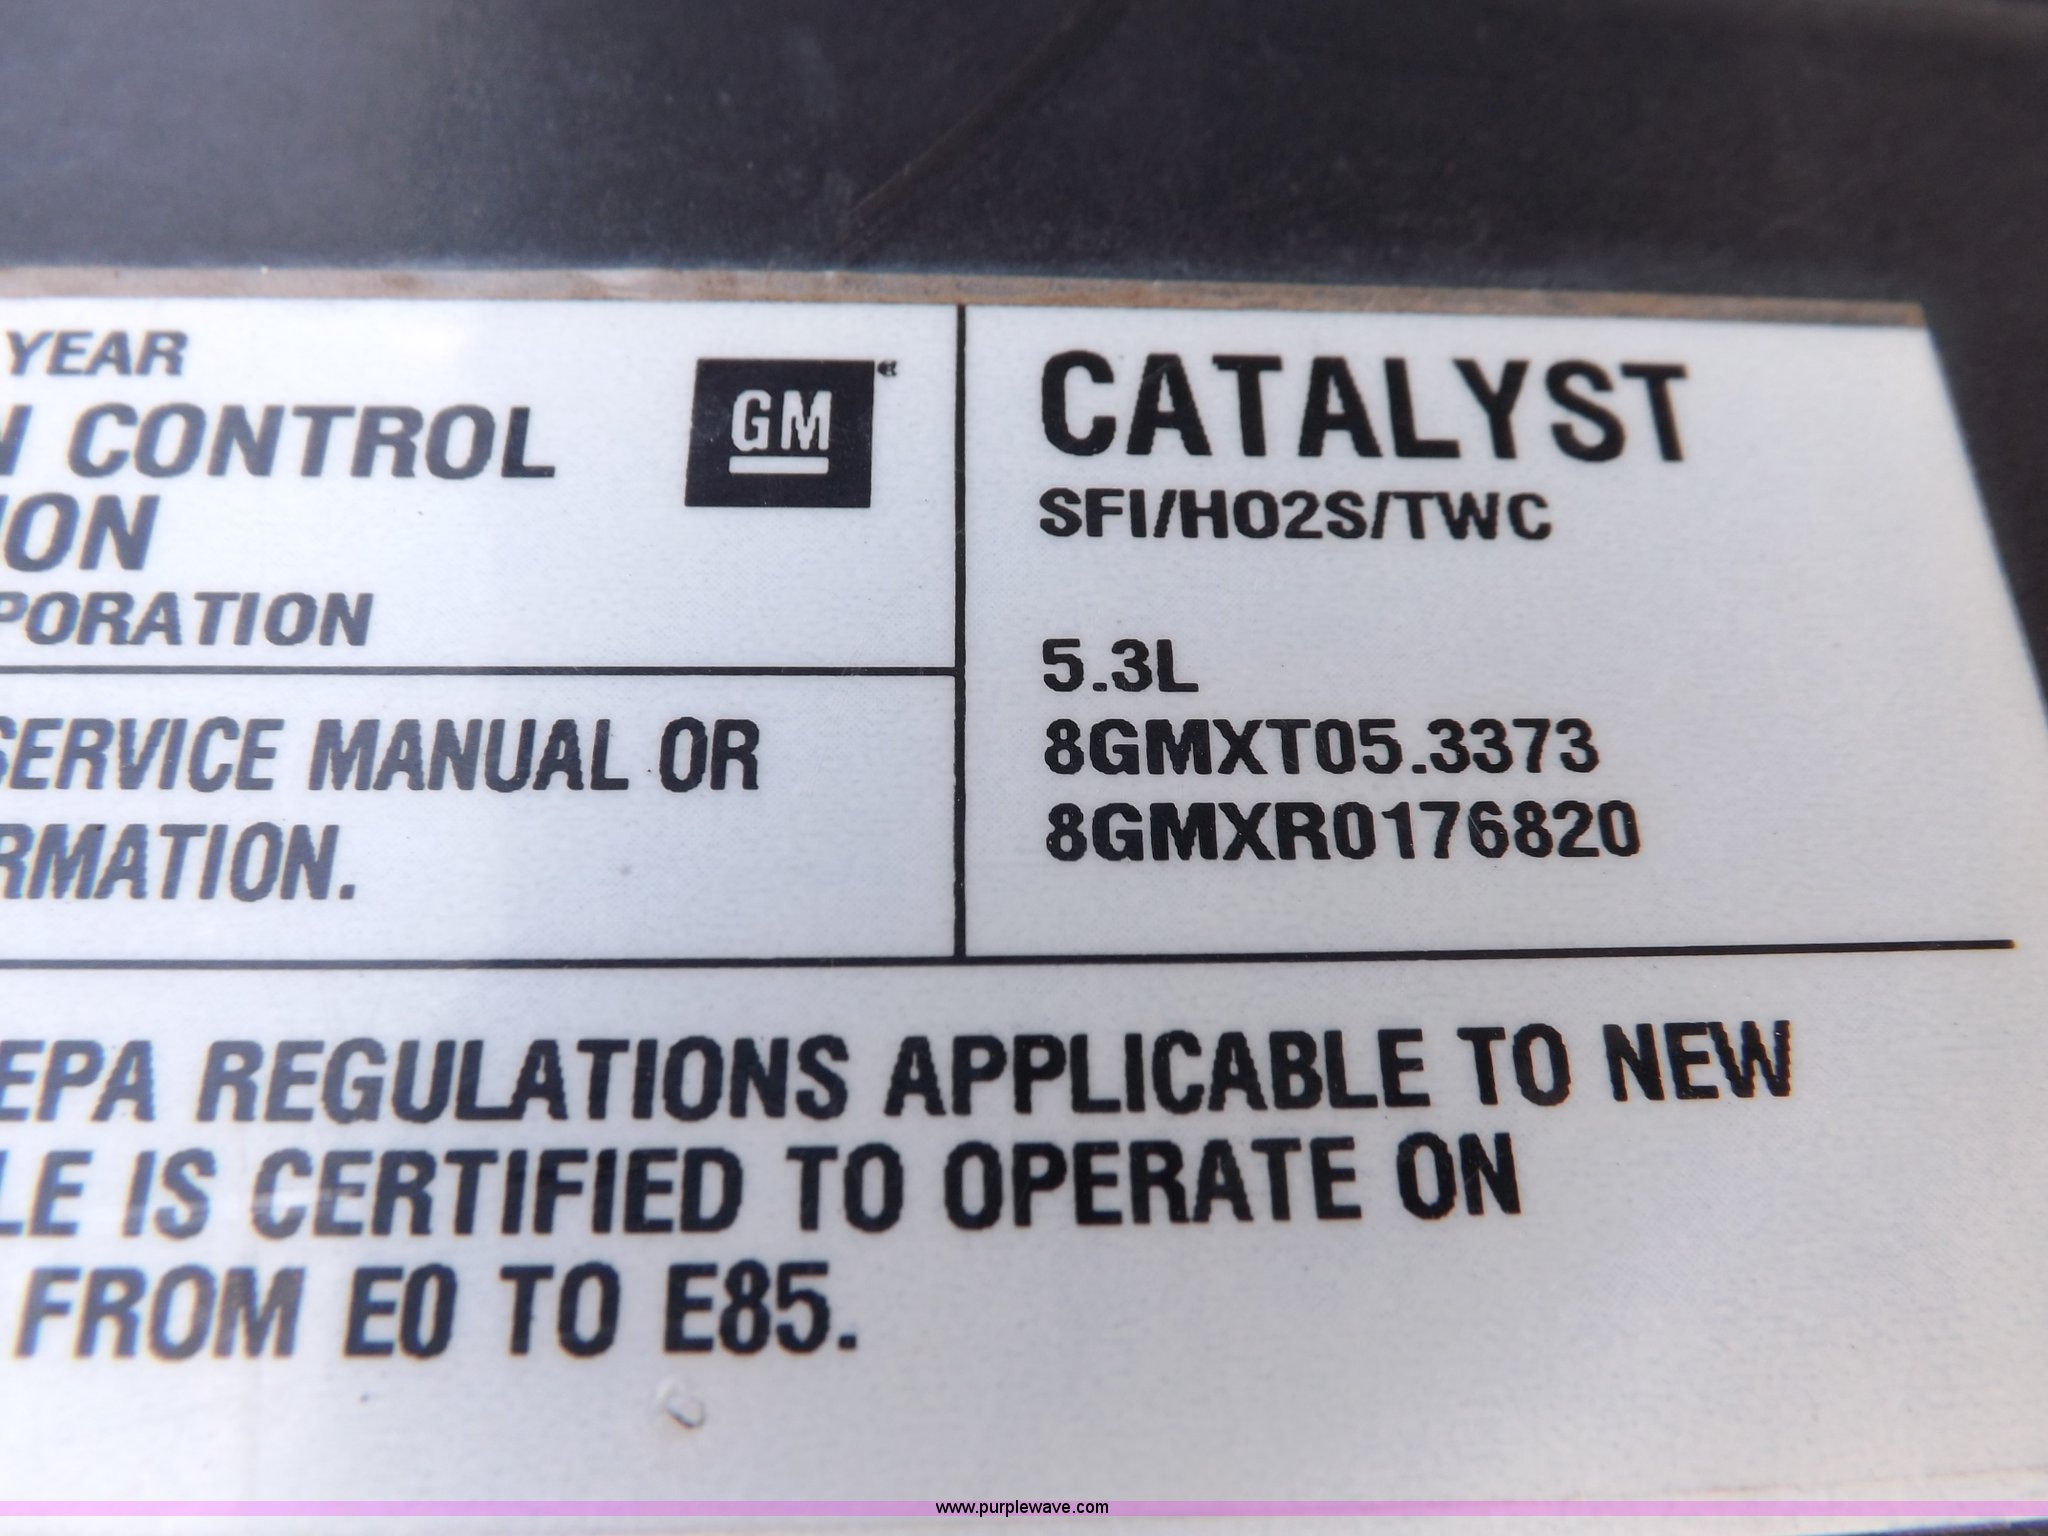 YEAR
N CONTROL
ION
PORATION
GM
SERVICE MANUAL OR
RMATION.
CATALYST
SFI/HO2S/TWC
5.3L
8GMXT05.3373
8GMXR0176820
EPA REGULATIONS APPLICABLE TO NEW
LE IS CERTIFIED TO OPERATE ON
FROM E0 TO E85.
www.purplewave.com